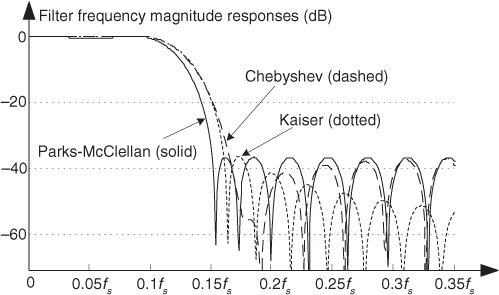 Filter frequency magnitude responses (dB)
0
Chebyshev (dashed)
–20
Kaiser (dotted)
Parks-McClellan (solid)
–40
–60
0 0.05fs 0.1fs 0.15fs 0.2fs 0.25fs 0.3fs 0.35fs